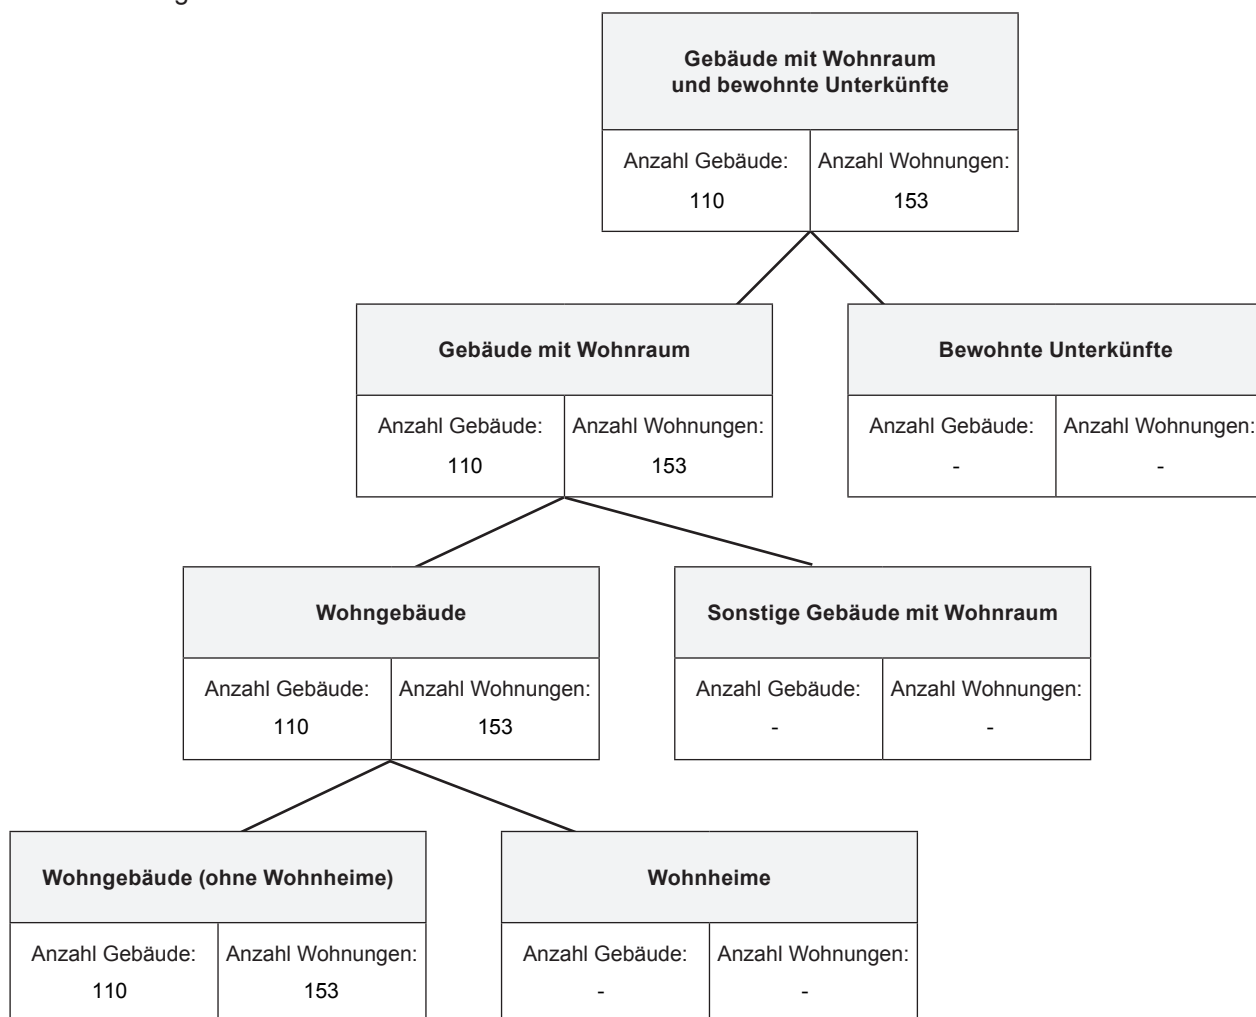 Gebäude mit Wohnraum
und bewohnte Unterkünfte
Anzahl Gebäude: Anzahl Wohnungen:
110 153
Gebäude mit Wohnraum Bewohnte Unterkünfte
Anzahl Gebäude: Anzahl Wohnungen: Anzahl Gebäude: Anzahl Wohnungen:
110 153 - -
Wohngebäude Sonstige Gebäude mit Wohnraum
Anzahl Gebäude: Anzahl Wohnungen: Anzahl Gebäude: Anzahl Wohnungen:
110 153 - -
Wohngebäude (ohne Wohnheime) Wohnheime
Anzahl Gebäude: Anzahl Wohnungen: Anzahl Gebäude: Anzahl Wohnungen:
110 153 - -